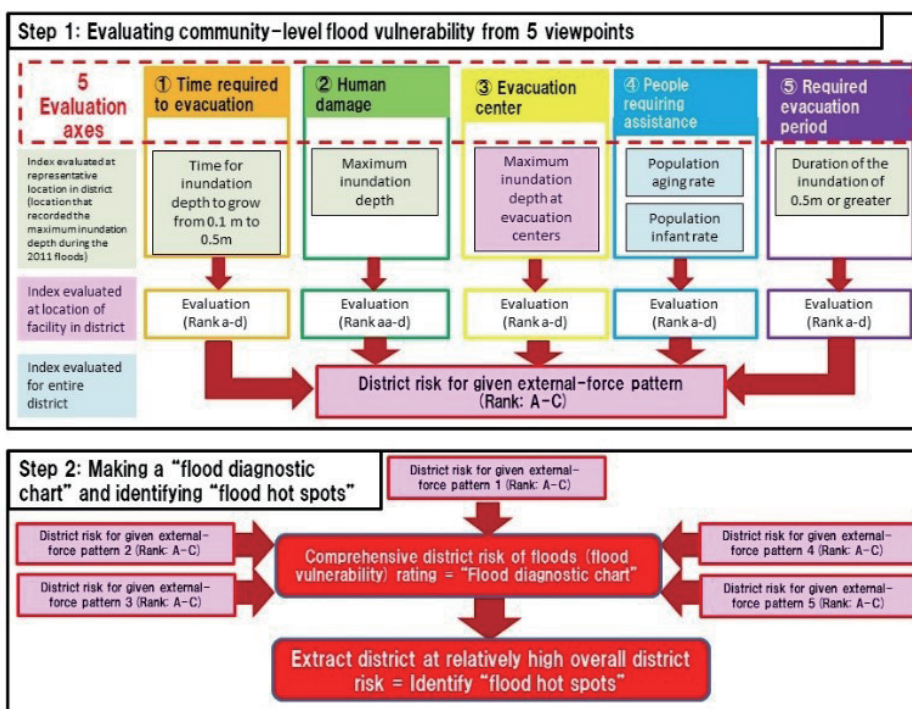 Step 1: Evaluating community-level flood vulnerability from 5 viewpoints
5
Evaluation
axes
① Time required
to evacuation
② Human
damage
③ Evacuation
center
④ People
requiring
assistance
⑤ Required
evacuation
period
Index evaluated at
representative
location in district
(location that
recorded the
maximum inundation
depth during the
2011 floods)
Time for
inundation
depth to grow
from 0.1 m to
0.5m
Maximum
inundation
depth
Maximum
inundation
depth at
evacuation
centers
Population
aging rate
Population
infant rate
Duration of the
inundation of
0.5m or greater
Index evaluated
at location of
facility in district
Evaluation
(Rank a-d)
Evaluation
(Rank aa-d)
Evaluation
(Rank a-d)
Evaluation
(Rank a-d)
Evaluation
(Rank a-d)
Index evaluated
for entire
district
District risk for given external-force pattern
(Rank: A-C)
Step 2: Making a “flood diagnostic
chart” and identifying “flood hot spots”
District risk for given external-
force pattern 1 (Rank: A-C)
District risk for given external-
force pattern 2 (Rank: A-C)
District risk for given external-
force pattern 3 (Rank: A-C)
Comprehensive district risk of floods (flood
vulnerability) rating = “Flood diagnostic chart”
District risk for given external-
force pattern 4 (Rank: A-C)
District risk for given external-
force pattern 5 (Rank: A-C)
Extract district at relatively high overall district
risk = Identify “flood hot spots”